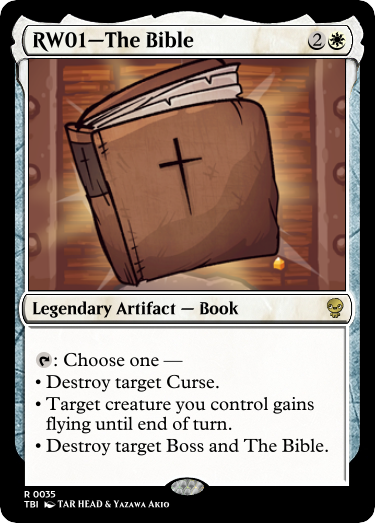 RW01—The Bible 2
Legendary Artifact — Book
: Choose one —
• Destroy target Curse.
• Target creature you control gains
flying until end of turn.
• Destroy target Boss and The Bible.
R 0035
TBI TAR HEAD & Yazawa Akio